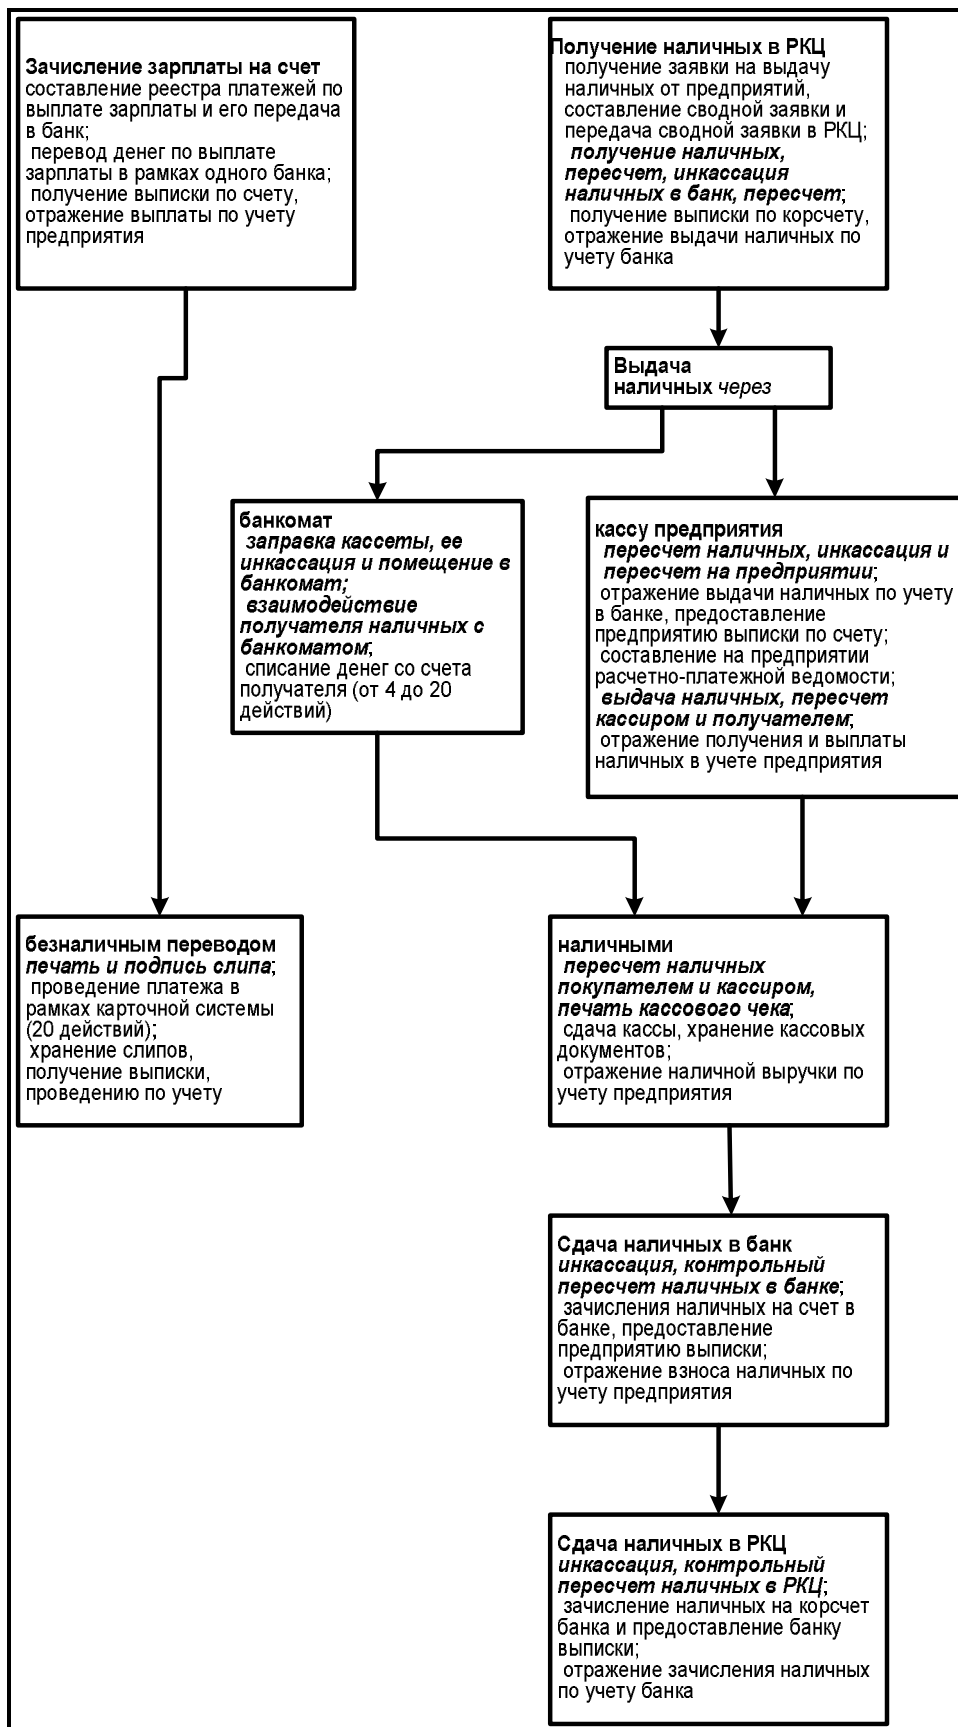 Зачисление зарплаты на счет
составление реестра платежей по
выплате зарплаты и его передача
в банк;
перевод денег по выплате
зарплаты в рамках одного банка;
получение выписки по счету,
отражение выплаты по учету
предприятия
Получение наличных в РКЦ
получение заявки на выдачу
наличных от предприятий,
составление сводной заявки и
передача сводной заявки в РКЦ;
получение наличных,
пересчет, инкассация
наличных в банк, пересчет;
получение выписки по корсчету,
отражение выдачи наличных по
учету банка
Выдача
наличных через
банкомат
заправка кассеты, ее
инкассация и помещение в
банкомат;
взаимодействие
получателя наличных с
банкоматом;
списание денег со счета
получателя (от 4 до 20
действий)
кассу предприятия
пересчет наличных, инкассация и
пересчет на предприятии;
отражение выдачи наличных по учету
в банке, предоставление
предприятию выписки по счету;
составление на предприятии
расчетно-платежной ведомости;
выдача наличных, пересчет
кассиром и получателем;
отражение получения и выплаты
наличных в учете предприятия
безналичным переводом
печать и подпись слипа;
проведение платежа в
рамках карточной системы
(20 действий);
хранение слипов,
получение выписки,
проведению по учету
наличными
пересчет наличных
покупателем и кассиром,
печать кассового чека;
сдача кассы, хранение кассовых
документов;
отражение наличной выручки по
учету предприятия
Сдача наличных в банк
инкассация, контрольный
пересчет наличных в банке;
зачисления наличных на счет в
банке, предоставление
предприятию выписки;
отражение взноса наличных по
учету предприятия
Сдача наличных в РКЦ
инкассация, контрольный
пересчет наличных в РКЦ;
зачисление наличных на корсчет
банка и предоставление банку
выписки;
отражение зачисления наличных
по учету банка